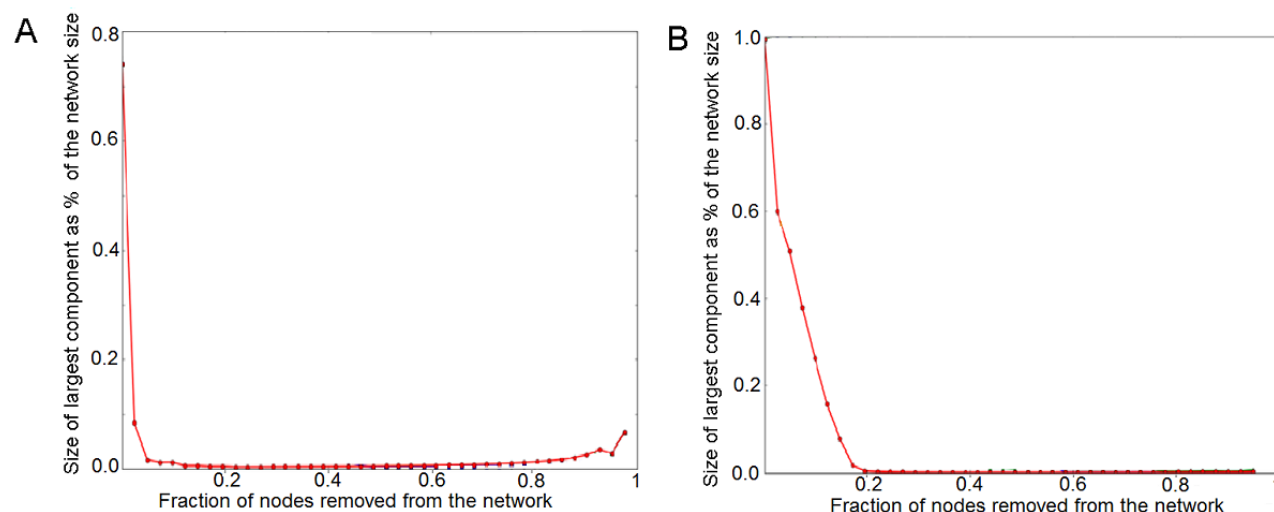 A
Size of largest component as % of the network size
0.8
0.6
0.4
0.2
0.0
0.2 0.4 0.6 0.8 1
Fraction of nodes removed from the network
B
Size of largest component as % of the network size
1.0
0.8
0.6
0.4
0.2
0.0
0.2 0.4 0.6 0.8 1
Fraction of nodes removed from the network